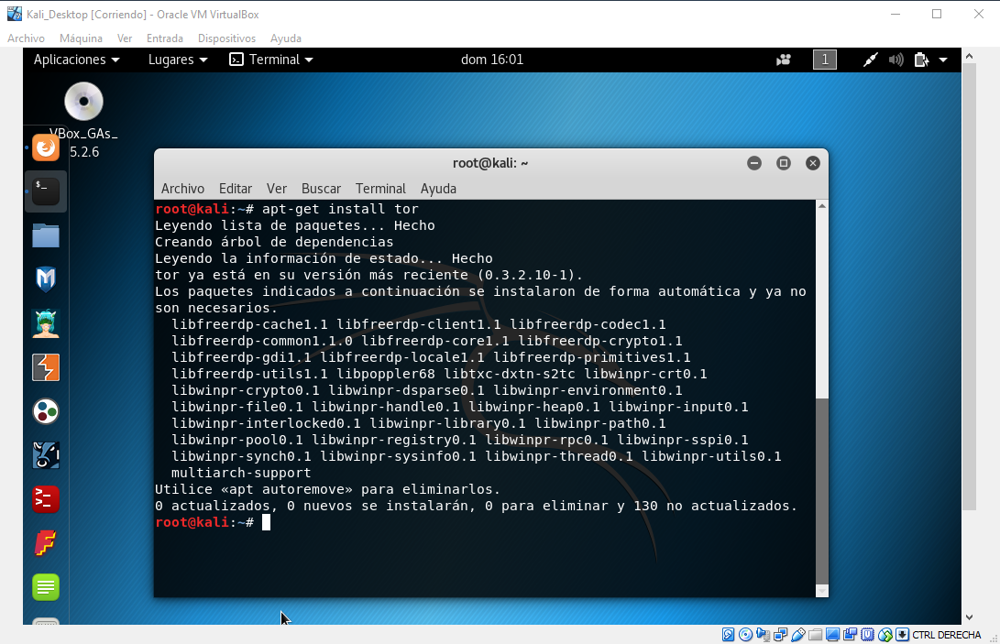 Kali_Desktop [Corriendo] - Oracle VM VirtualBox
Archivo Máquina Ver Entrada Dispositivos Ayuda
Aplicaciones Lugares Terminal dom 16:01 1
VBox_GAs_
5.2.6
root@kali: ~
Archivo Editar Ver Buscar Terminal Ayuda
root@kali:~# apt-get install tor
Leyendo lista de paquetes... Hecho
Creando árbol de dependencias
Leyendo la información de estado... Hecho
tor ya está en su versión más reciente (0.3.2.10-1).
Los paquetes indicados a continuación se instalaron de forma automática y ya no
son necesarios.
libfreerdp-cache1.1 libfreerdp-client1.1 libfreerdp-codec1.1
libfreerdp-common1.1.0 libfreerdp-core1.1 libfreerdp-crypto1.1
libfreerdp-gdi1.1 libfreerdp-locale1.1 libfreerdp-primitives1.1
libfreerdp-utils1.1 libpoppler68 libtxc-dxtn-s2tc libwinpr-crt0.1
libwinpr-crypto0.1 libwinpr-dsparse0.1 libwinpr-environment0.1
libwinpr-file0.1 libwinpr-handle0.1 libwinpr-heap0.1 libwinpr-input0.1
libwinpr-interlocked0.1 libwinpr-library0.1 libwinpr-path0.1
libwinpr-pool0.1 libwinpr-registry0.1 libwinpr-rpc0.1 libwinpr-sspi0.1
libwinpr-synch0.1 libwinpr-sysinfo0.1 libwinpr-thread0.1 libwinpr-utils0.1
multiarch-support
Utilice «apt autoremove» para eliminarlos.
0 actualizados, 0 nuevos se instalarán, 0 para eliminar y 130 no actualizados.
root@kali:~#
CTRL DERECHA